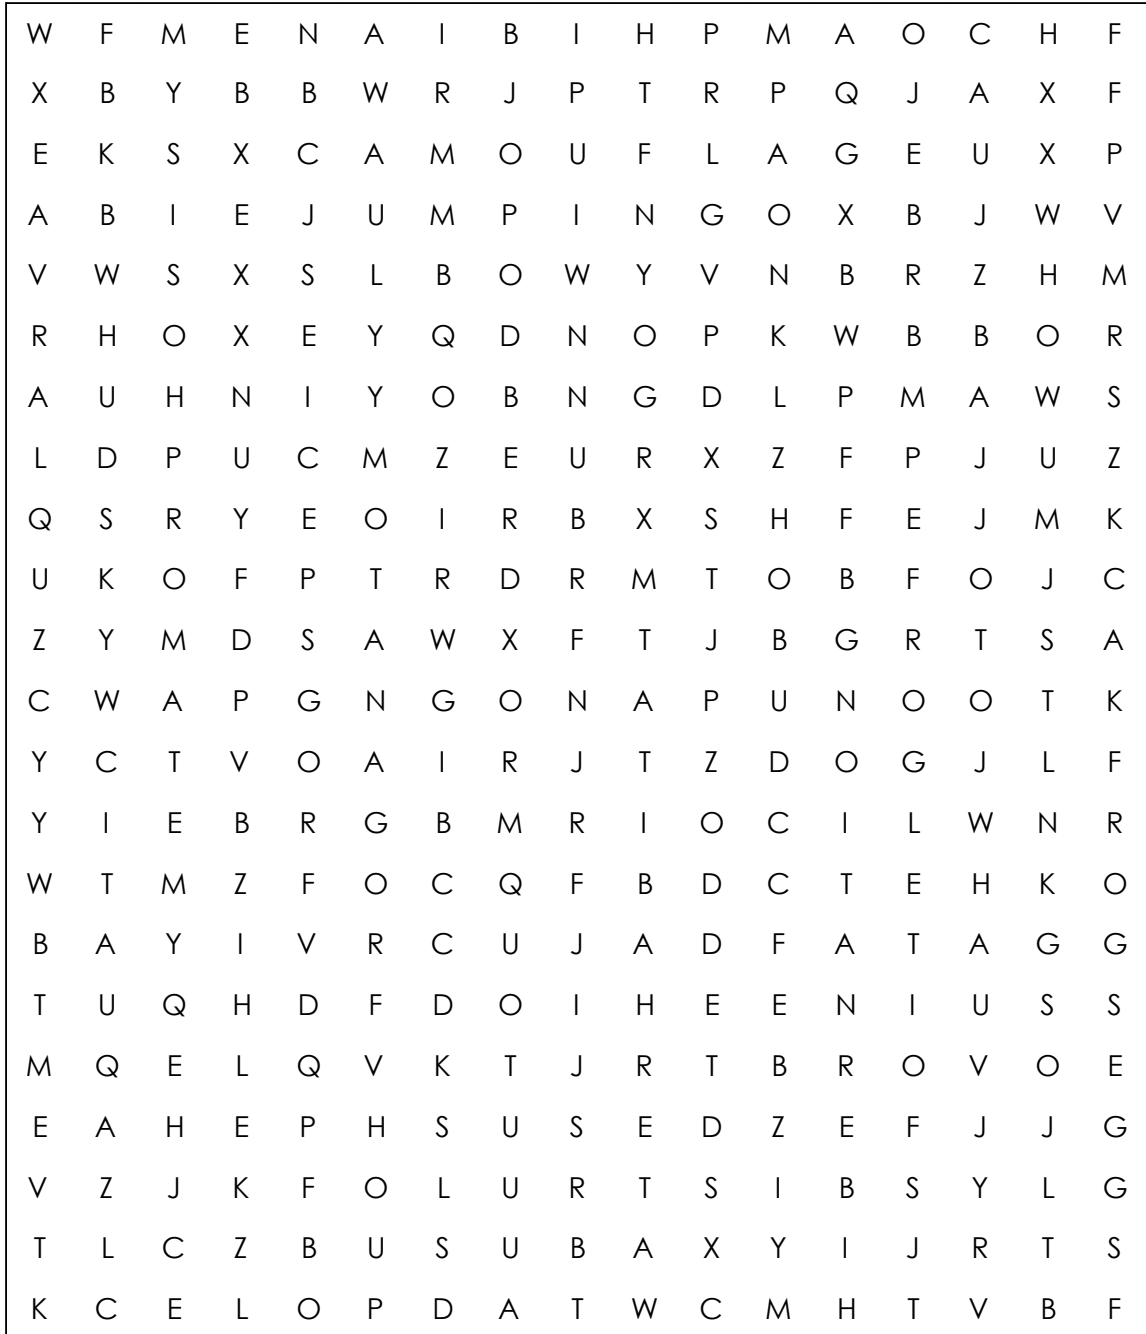 W F M E N A I B I H P M A O C H F
X B Y B B W R J P T R P Q J A X F
E K S X C A M O U F L A G E U X P
A B I E J U M P I N G O X B J W V
V W S X S L B O W Y V N B R Z H M
R H O X E Y Q D N O P K W B B O R
A U H N I Y O B N G D L P M A W S
L D P U C M Z E U R X Z F P J U Z
Q S R Y E O I R B X S H F E J M K
U K O F P T R D R M T O B F O J C
Z Y M D S A W X F T J B G R T S A
C W A P G N G O N A P U N O O T K
Y C T V O A I R J T Z D O G J L F
Y I E B R G B M R I O C I L W N R
W T M Z F O C Q F B D C T E H K O
B A Y I V R C U J A D F A T A G G
T U Q H D F D O I H E E N I U S S
M Q E L Q V K T J R T B R O V O E
E A H E P H S U S E D Z E F J J G
V Z J K F O L U R T S I B S Y L G
T L C Z B U S U B A X Y I J R T S
K C E L O P D A T W C M H T V B F